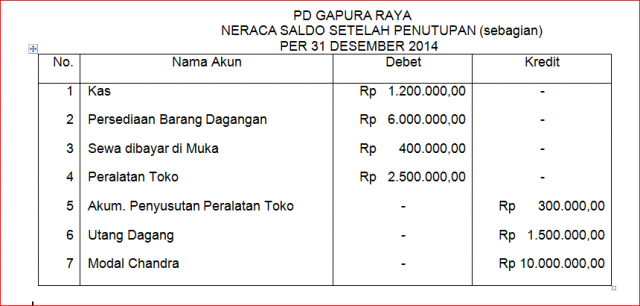 PD GAPURA RAYA
NERACA SALDO SETELAH PENUTUPAN (sebagian)
PER 31 DESEMBER 2014
No. Nama Akun Debet Kredit
1 Kas Rp 1.200.000,00 -
2 Persediaan Barang Dagangan Rp 6.000.000,00 -
3 Sewa dibayar di Muka Rp 400.000,00 -
4 Peralatan Toko Rp 2.500.000,00 -
5 Akum. Penyusutan Peralatan Toko - Rp 300.000,00
6 Utang Dagang - Rp 1.500.000,00
7 Modal Chandra - Rp 10.000.000,00